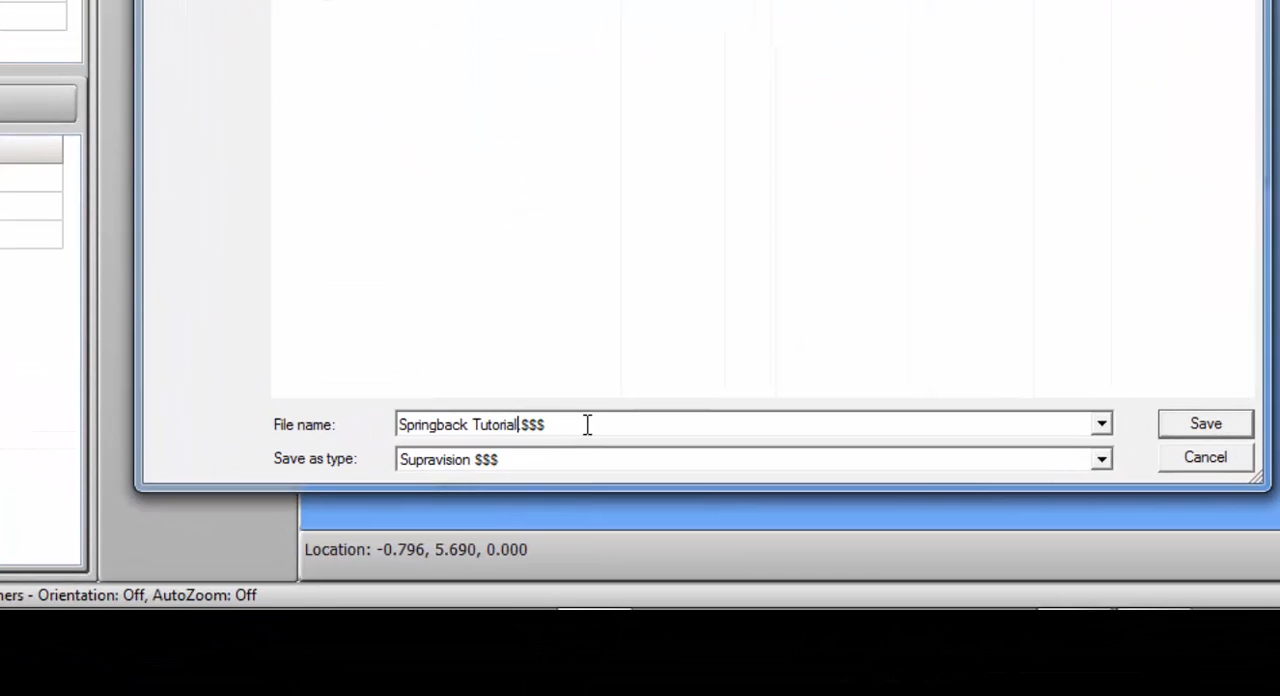 File name: Springback Tutorial.$$$ Save
Save as type: Supravision $$$ Cancel
Location: -0.796, 5.690, 0.000
ners - Orientation: Off, AutoZoom: Off